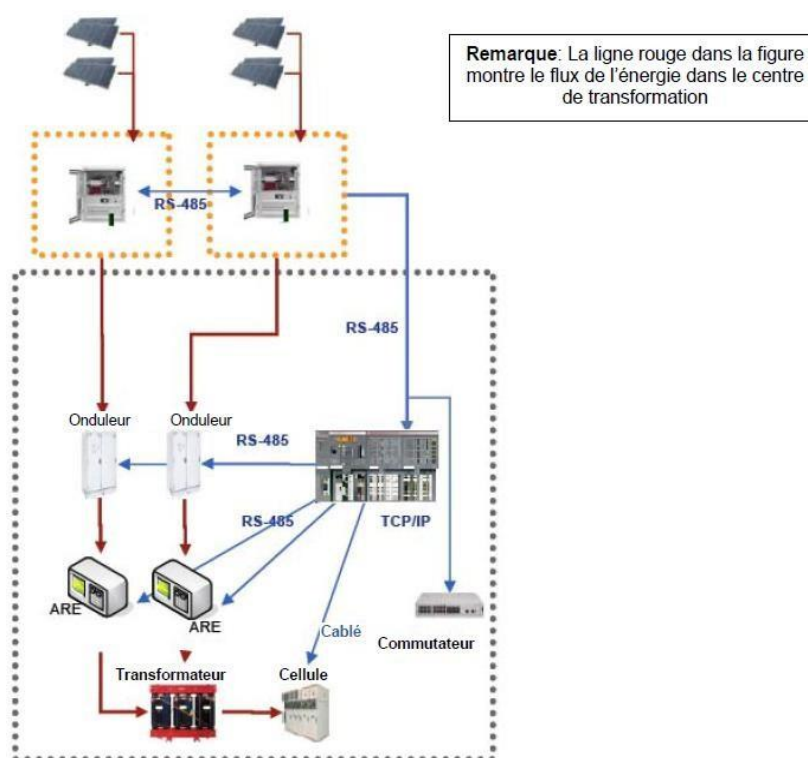 Remarque: La ligne rouge dans la figure
montre le flux de l'énergie dans le centre
de transformation
RS-485
RS-485
Onduleur
Onduleur
RS-485
RS-485
TCP/IP
ARE
ARE
Cablé
Commutateur
Transformateur
Cellule